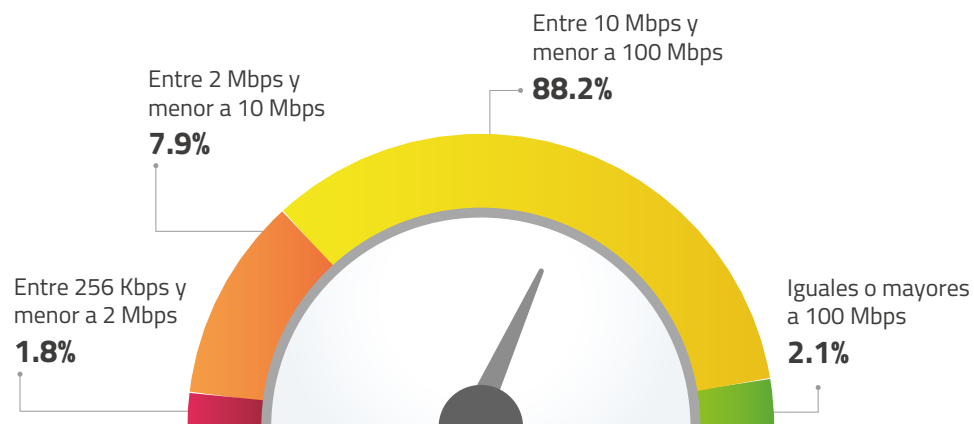 Entre 10 Mbps y
menor a 100 Mbps
88.2%
Entre 2 Mbps y
menor a 10 Mbps
7.9%
Entre 256 Kbps y
menor a 2 Mbps
1.8%
Iguales o mayores
a 100 Mbps
2.1%